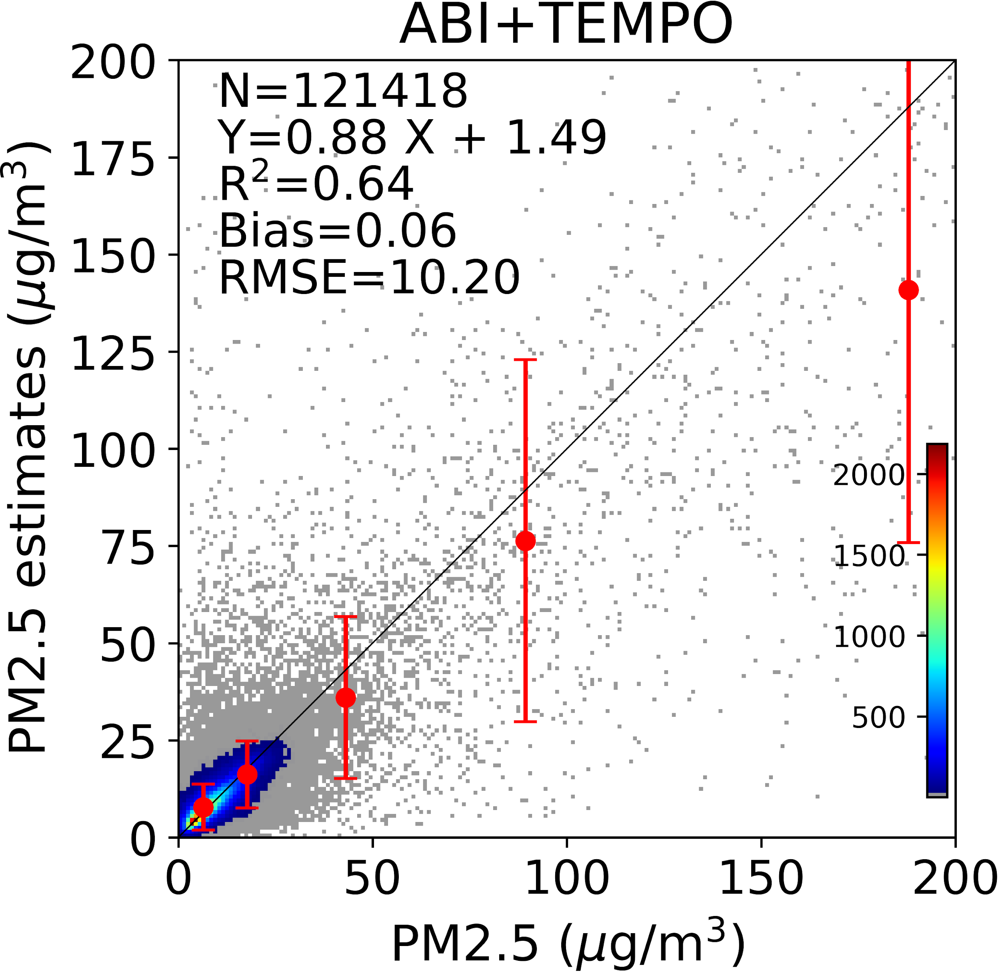 ABI+TEMPO
N=121418
Y=0.88 X + 1.49
R²=0.64
Bias=0.06
RMSE=10.20
PM2.5 estimates (μg/m³)
200
175
150
125
100
75
50
25
0
2000
1500
1000
500
0
50
100
150
200
PM2.5 (μg/m³)